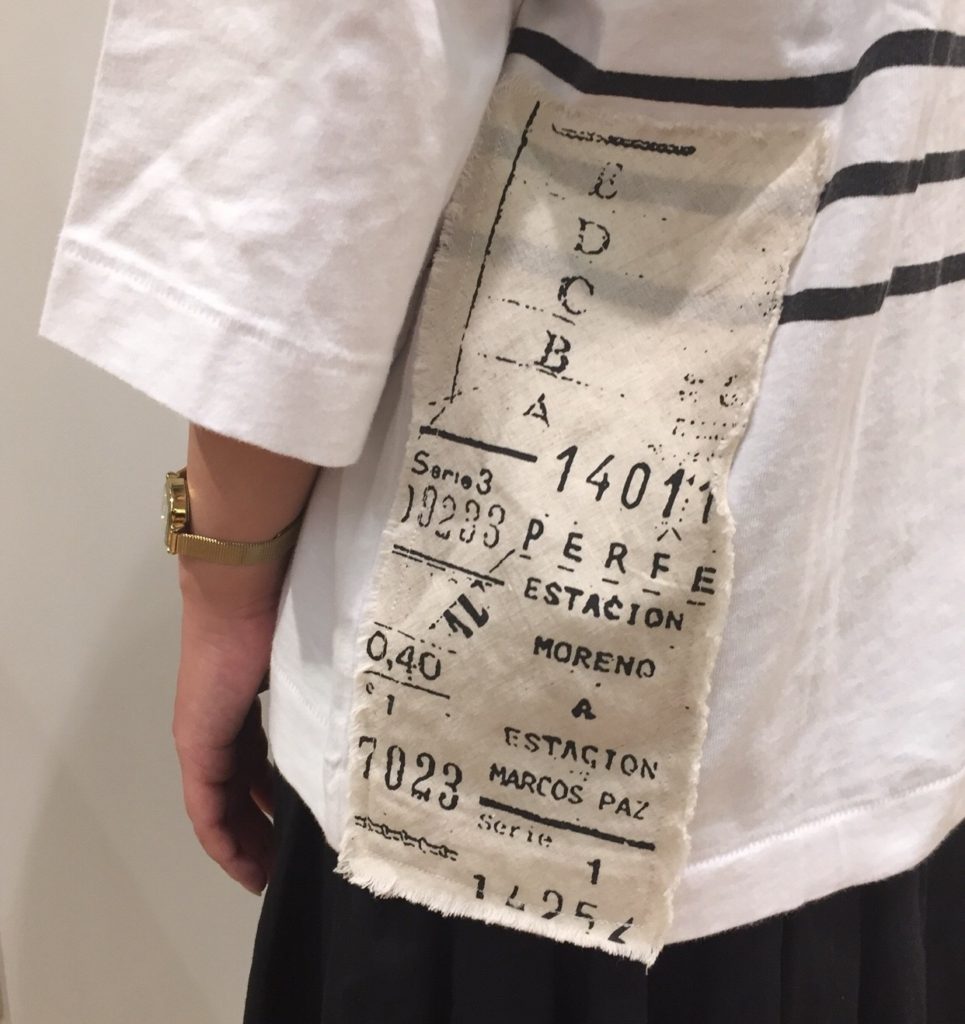 E
D
C
B
A
14011
Serie 3
PERFE
ESTACION
MORENO
0,40
A
1
ESTACION
MARCOS PAZ
7023
Serie
1